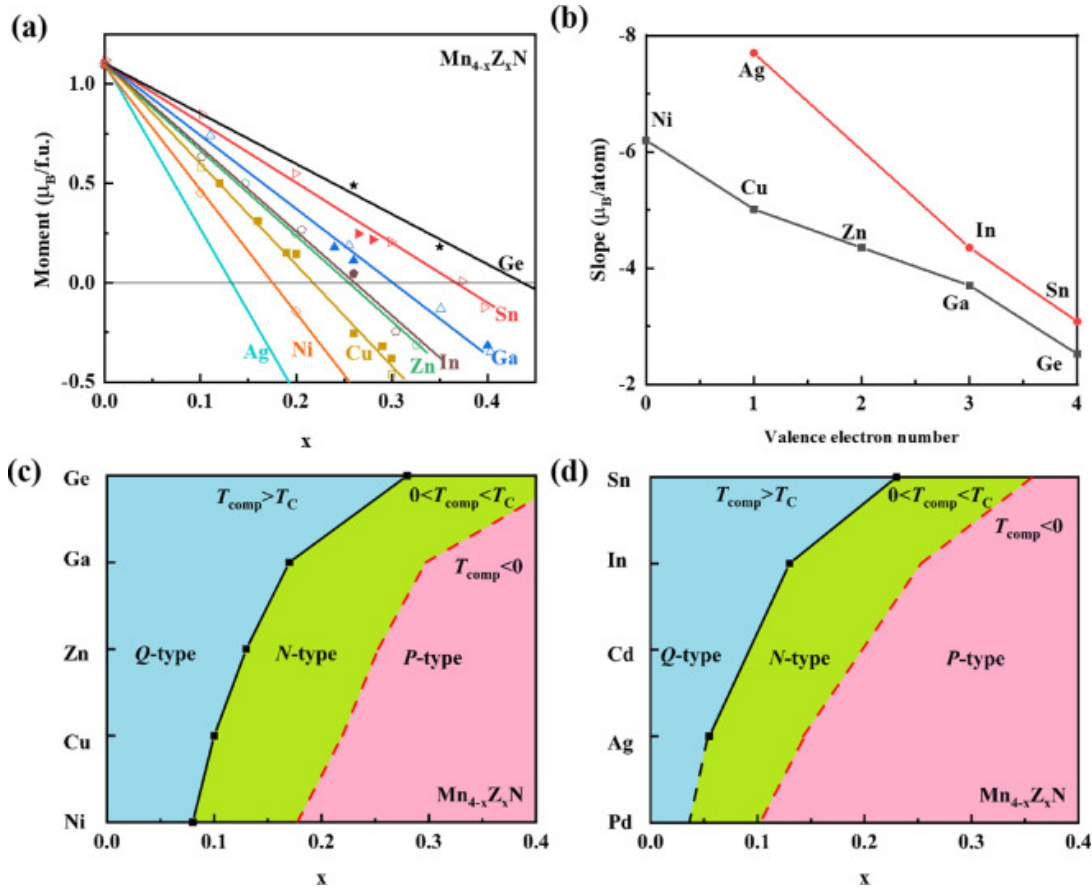 (a)
Mn4-xZxN
Moment (μB/f.u.)
1.0
0.5
0.0
-0.5
Ge
Sn
Ga
In
Zn
Cu
Ni
Ag
0.0 0.1 0.2 0.3 0.4
x
(b)
Slope (μB/atom)
-8
-6
-4
-2
Ag
Ni
Cu
Zn
In
Ga
Sn
Ge
0 1 2 3 4
Valence electron number
(c)
Ge
Ga
Zn
Cu
Ni
Tcomp>TC
0<Tcomp<TC
Tcomp<0
Q-type
N-type
P-type
Mn4-xZxN
0.0 0.1 0.2 0.3 0.4
x
(d)
Sn
In
Cd
Ag
Pd
Tcomp>TC
0<Tcomp<TC
Tcomp<0
Q-type
N-type
P-type
Mn4-xZxN
0.0 0.1 0.2 0.3 0.4
x